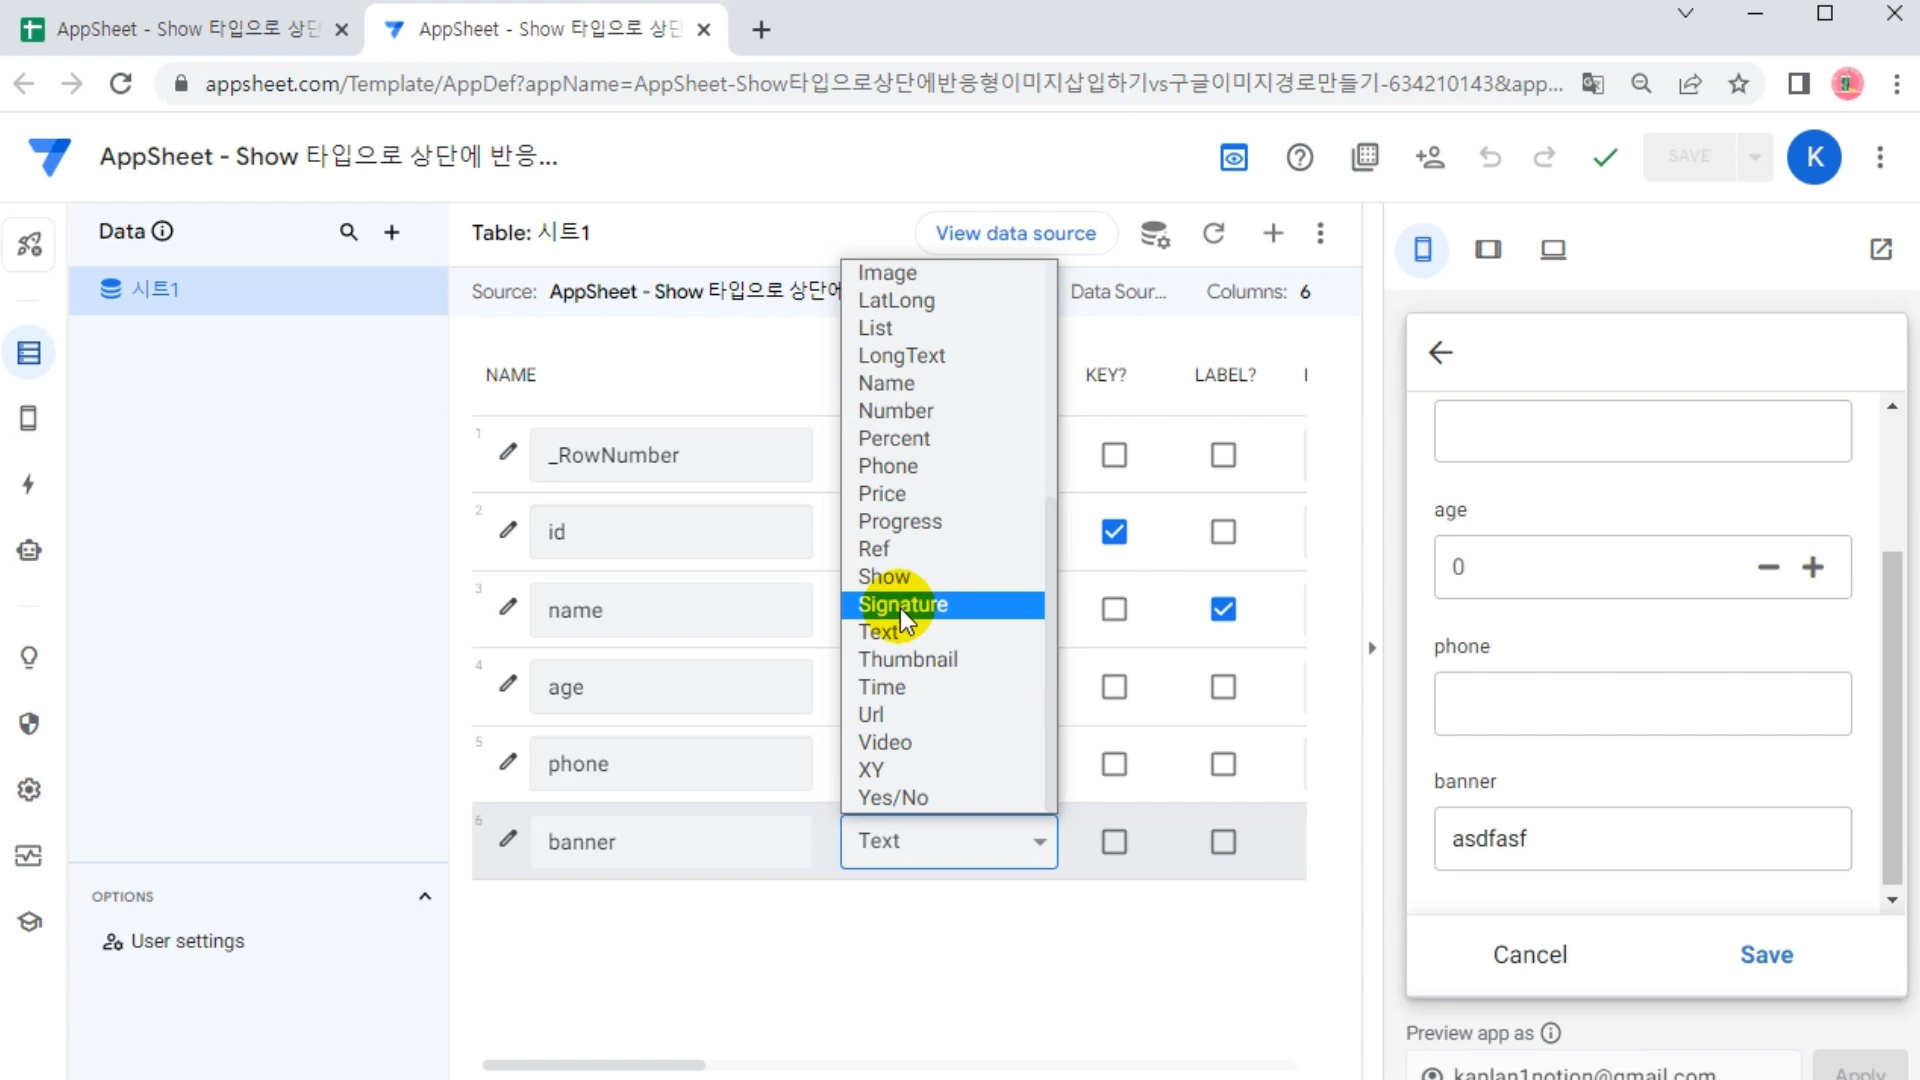 AppSheet - Show 타입으로 상단
AppSheet - Show 타입으로 상단
appsheet.com/Template/AppDef?appName=AppSheet-Show타입으로상단에반응형이미지삽입하기vs구글이미지경로만들기-634210143&app...
AppSheet - Show 타입으로 상단에 반응...
SAVE
K
Data
Table: 시트1
View data source
시트1
Source: AppSheet - Show 타입으로 상단에
Data Sour...
Columns: 6
NAME
KEY?
LABEL?
1
_RowNumber
2
id
3
name
4
age
5
phone
6
banner
Image
LatLong
List
LongText
Name
Number
Percent
Phone
Price
Progress
Ref
Show
Signature
Text
Thumbnail
Time
Url
Video
XY
Yes/No
Text
OPTIONS
User settings
age
0
phone
banner
asdfasf
Cancel
Save
Preview app as
kaplan1notion@gmail.com
Apply